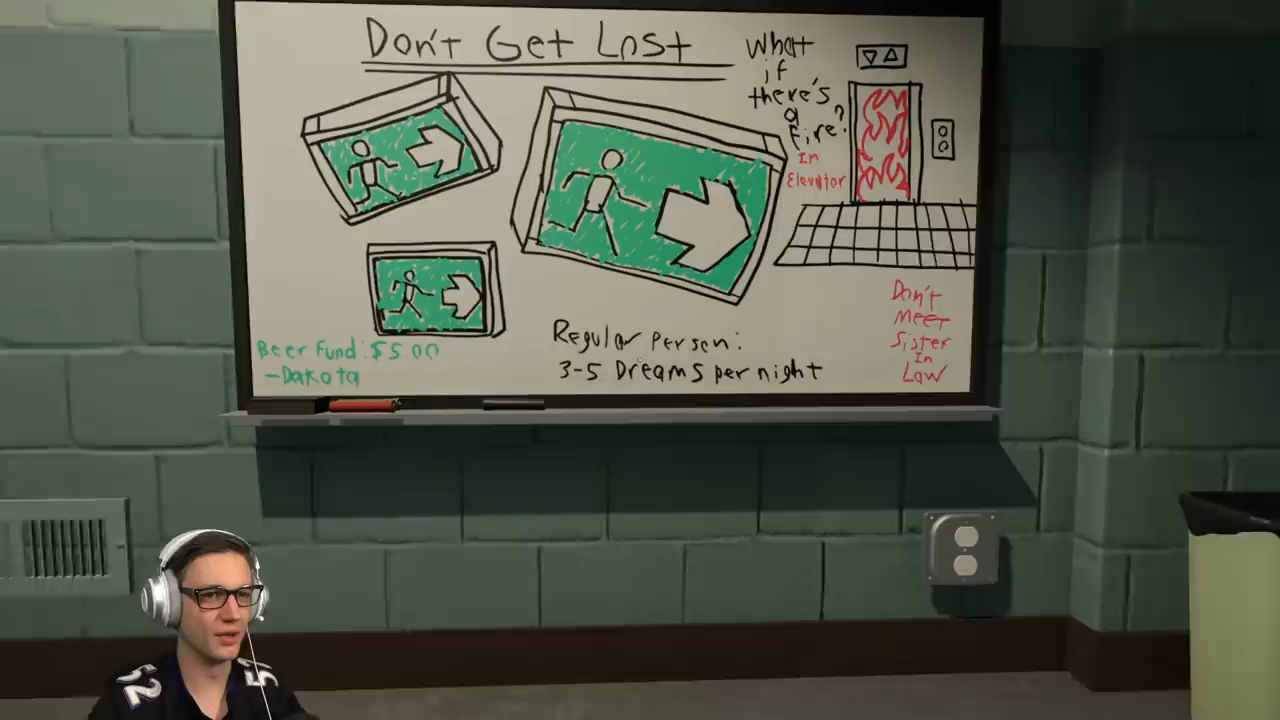 Don't Get Lost
What
if
there's
a
fire?
In
Elevator
Beer Fund: $5.00
-Dakota
Regular Person:
3-5 Dreams per night
Don't
Meet
Sister
In
Law
52